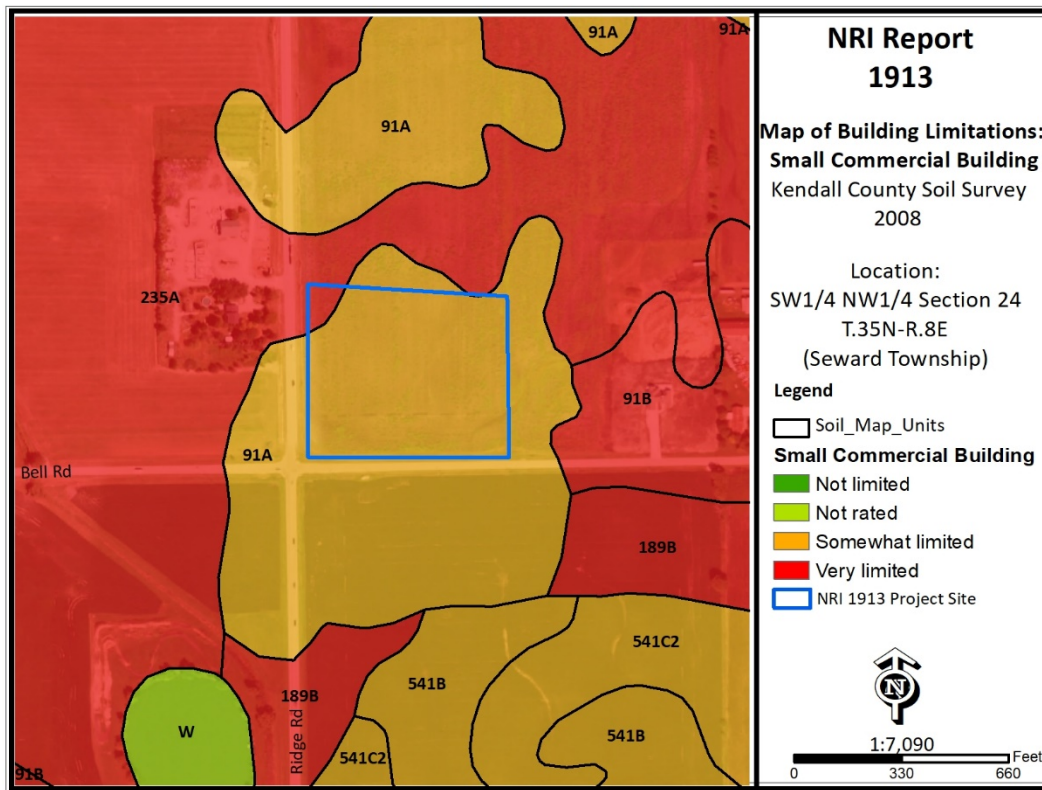 91A
91A
91A
235A
91B
91A
Bell Rd
189B
541C2
541B
189B
W
Ridge Rd
541B
541C2
91B
NRI Report
1913
Map of Building Limitations:
Small Commercial Building
Kendall County Soil Survey
2008
Location:
SW1/4 NW1/4 Section 24
T.35N-R.8E
(Seward Township)
Legend
Soil_Map_Units
Small Commercial Building
Not limited
Not rated
Somewhat limited
Very limited
NRI 1913 Project Site
N
1:7,090
Feet
0 330 660